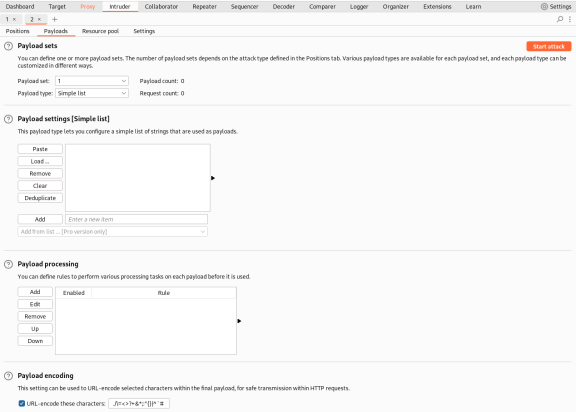 Dashboard Target Proxy Intruder Collaborator Repeater Sequencer Decoder Comparer Logger Organizer Extensions Learn Settings
1 × 2 × +
Positions Payloads Resource pool Settings
? Payload sets Start attack
You can define one or more payload sets. The number of payload sets depends on the attack type defined in the Positions tab. Various payload types are available for each payload set, and each payload type can be
customized in different ways.
Payload set: 1 Payload count: 0
Payload type: Simple list Request count: 0
? Payload settings [Simple list]
This payload type lets you configure a simple list of strings that are used as payloads.
Paste
Load ...
Remove
Clear
Deduplicate
Add Enter a new item
Add from list ... [Pro version only]
? Payload processing
You can define rules to perform various processing tasks on each payload before it is used.
Add Enabled Rule
Edit
Remove
Up
Down
? Payload encoding
This setting can be used to URL-encode selected characters within the final payload, for safe transmission within HTTP requests.
URL-encode these characters: ./\=<>?+&*;:"{}|^`#